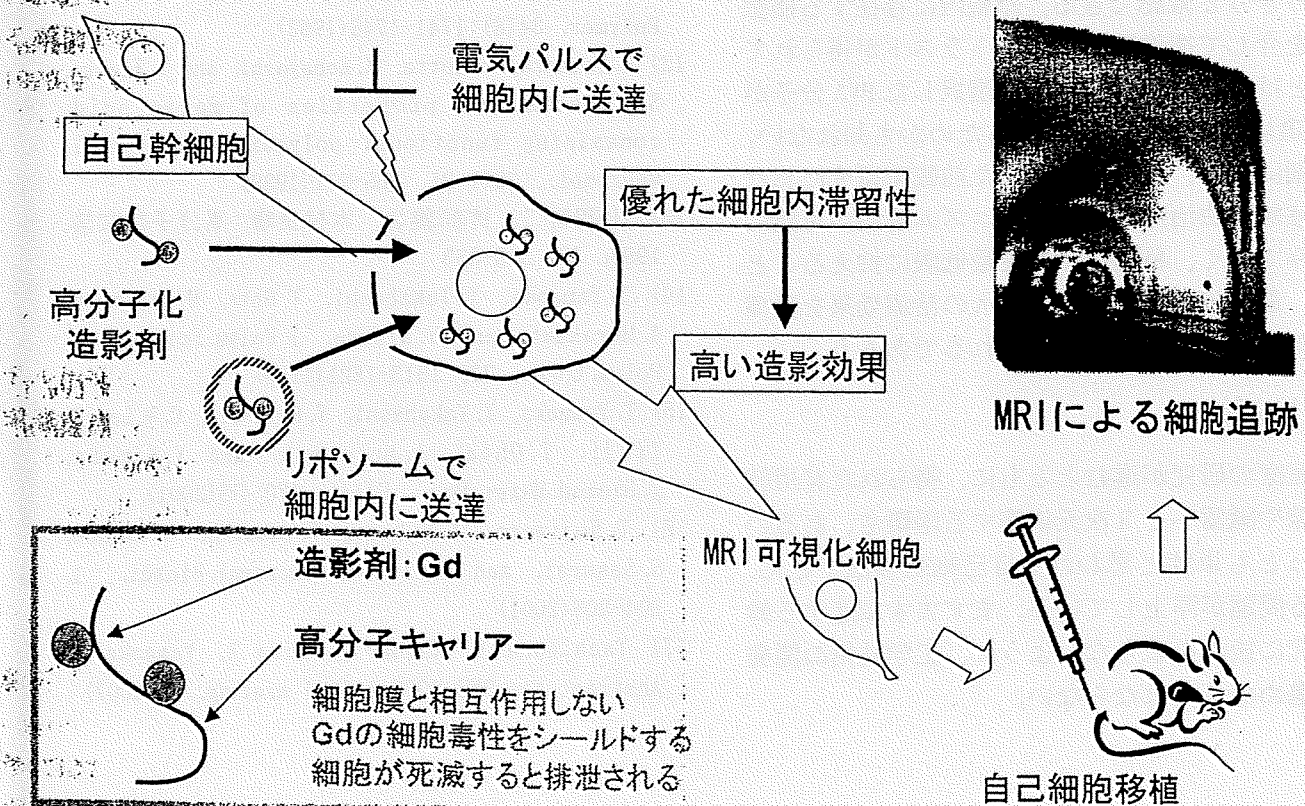 電気パルスで
細胞内に送達
自己幹細胞
優れた細胞内滞留性
高分子化
造影剤
高い造影効果
MRIによる細胞追跡
リポソームで
細胞内に送達
造影剤:Gd
MRI可視化細胞
高分子キャリアー
細胞膜と相互作用しない
Gdの細胞毒性をシールドする
細胞が死滅すると排泄される
自己細胞移植